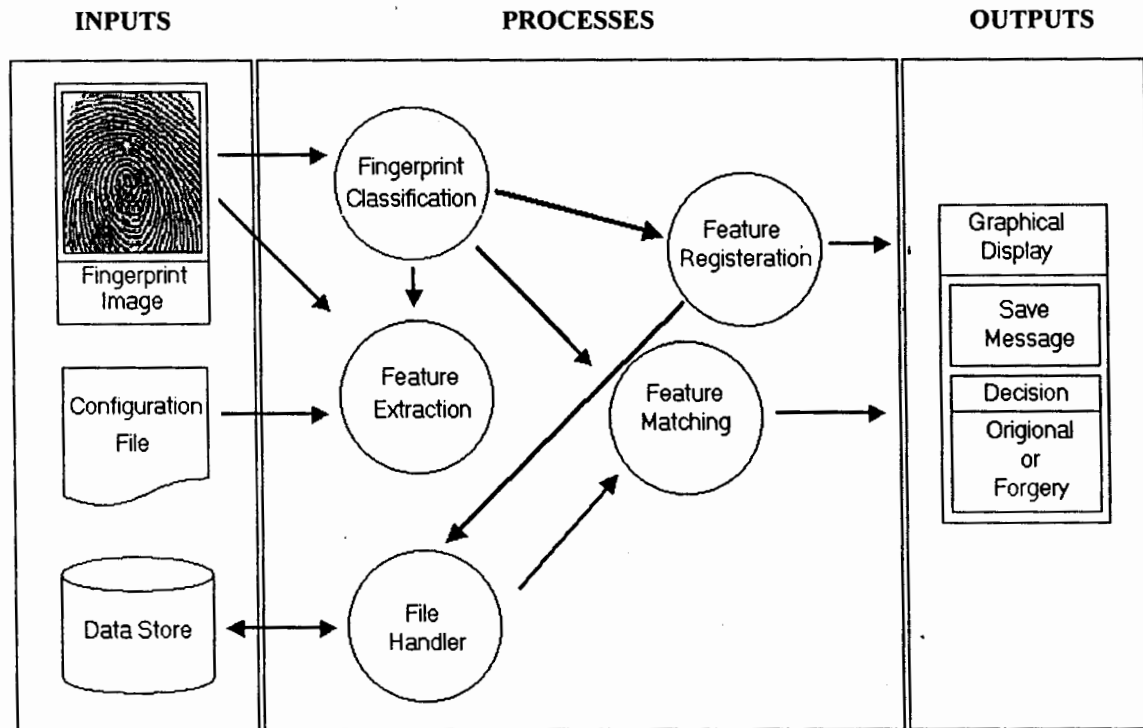 INPUTS
PROCESSES
OUTPUTS
Fingerprint
Image
Configuration
File
Data Store
Fingerprint
Classification
Feature
Extraction
File
Handler
Feature
Registeration
Feature
Matching
Graphical
Display
Save
Message
Decision
Origional
or
Forgery